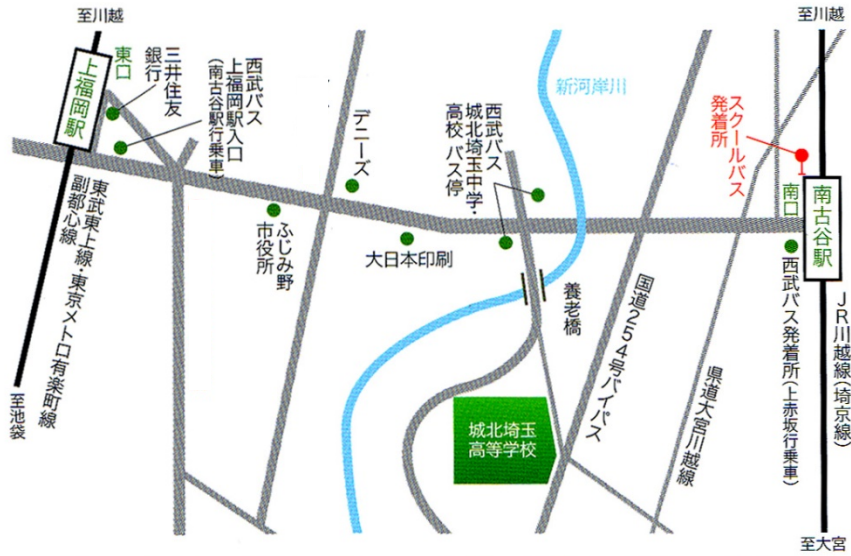 至川越
上福岡駅
東口
三井住友
銀行
西武バス
上福岡駅入口
(南古谷駅行乗車)
デニーズ
西武バス
城北埼玉中学・
高校 バス停
新河岸川
至川越
スクールバス
発着所
南口
南古谷駅
東武東上線・東京メトロ有楽町線
副都心線
至池袋
ふじみ野
市役所
大日本印刷
養老橋
国道254号バイパス
県道大宮川越線
西武バス発着所(上赤坂行乗車)
JR川越線(埼京線)
城北埼玉
高等学校
至大宮